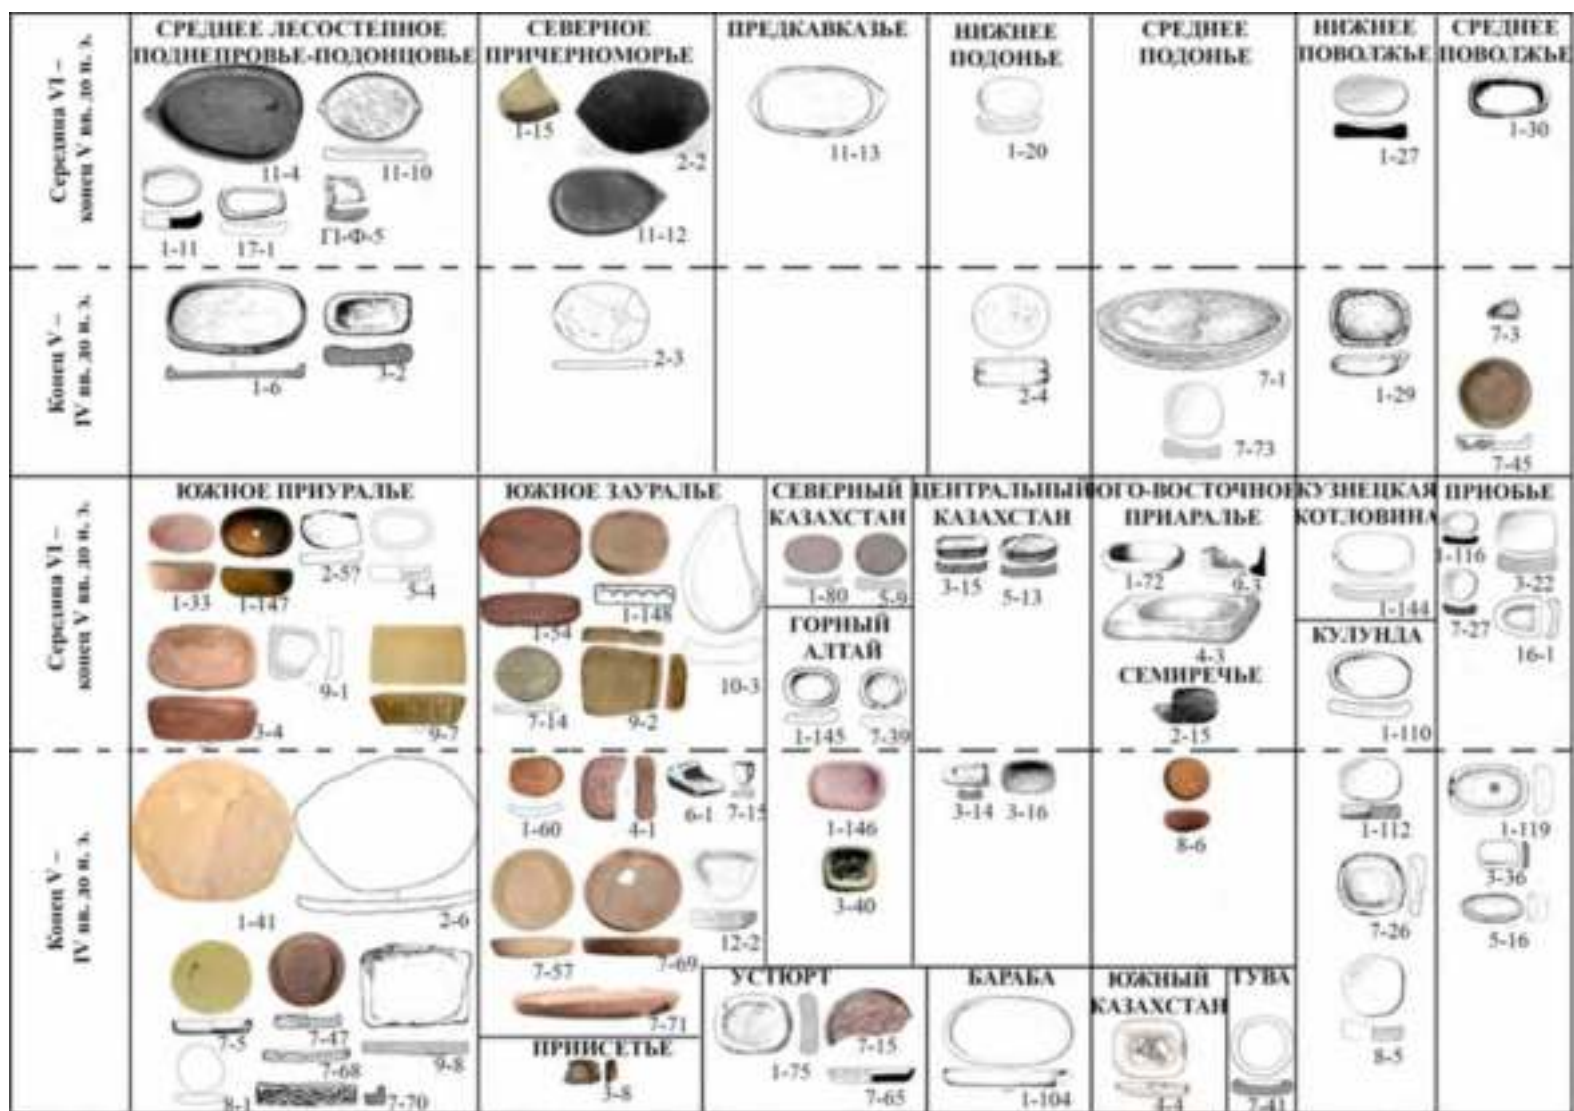 СРЕДНЕЕ ЛЕСОСТЕПНОЕ
ПОДНЕПРОВЬЕ-ПОДОНЦОВЬЕ
СЕВЕРНОЕ
ПРИЧЕРНОМОРЬЕ
ПРЕДКАВКАЗЬЕ
НИЖНЕЕ
ПОДОНЬЕ
СРЕДНЕЕ
ПОДОНЬЕ
НИЖНЕЕ
ПОВОЛЖЬЕ
СРЕДНЕЕ
ПОВОЛЖЬЕ
Середина VI –
конец V вв. до н. э.
11-4
11-10
1-11
17-1
ГІ-Ф-5
1-15
2-2
11-12
11-13
1-20
1-27
1-30
Конец V –
IV вв. до н. э.
1-6
3-2
2-3
2-4
7-1
7-73
1-29
7-3
7-45
ЮЖНОЕ ПРИУРАЛЬЕ
ЮЖНОЕ ЗАУРАЛЬЕ
СЕВЕРНЫЙ
КАЗАХСТАН
ЦЕНТРАЛЬНЫЙ
КАЗАХСТАН
ЮГО-ВОСТОЧНОЕ
ПРИАРАЛЬЕ
КУЗНЕЦКАЯ
КОТЛОВИНА
ПРИОБЬЕ
Середина VI –
конец V вв. до н. э.
1-33
1-147
2-57
5-4
3-4
9-1
9-7
1-54
1-148
7-14
9-2
10-3
1-80
5-9
ГОРНЫЙ
АЛТАЙ
1-145
7-39
3-15
5-13
1-72
9-3
4-3
СЕМИРЕЧЬЕ
2-15
1-144
КУЛУНДА
1-110
1-116
3-22
7-27
16-1
Конец V –
IV вв. до н. э.
1-41
2-6
7-5
7-47
7-68
9-8
8-1
7-70
1-60
4-1
6-1
7-15
7-57
7-69
12-2
7-71
ПРИИСЕТЬЕ
3-8
1-146
3-40
3-14
3-16
8-6
1-112
7-26
8-5
1-119
3-36
5-16
УСТЮРТ
1-75
7-15
7-65
БАРАБА
1-104
ЮЖНЫЙ
КАЗАХСТАН
4-4
ТУВА
7-41